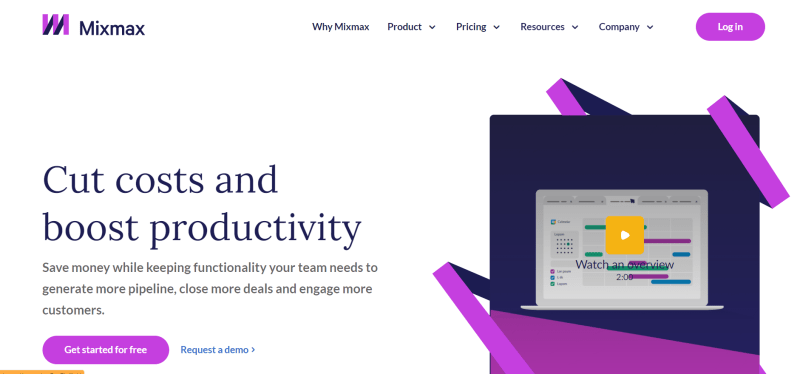 Mixmax
Why Mixmax Product Pricing Resources Company Log in
Cut costs and
boost productivity
Save money while keeping functionality your team needs to
generate more pipeline, close more deals and engage more
customers.
Get started for free Request a demo
Watch an overview
2:00